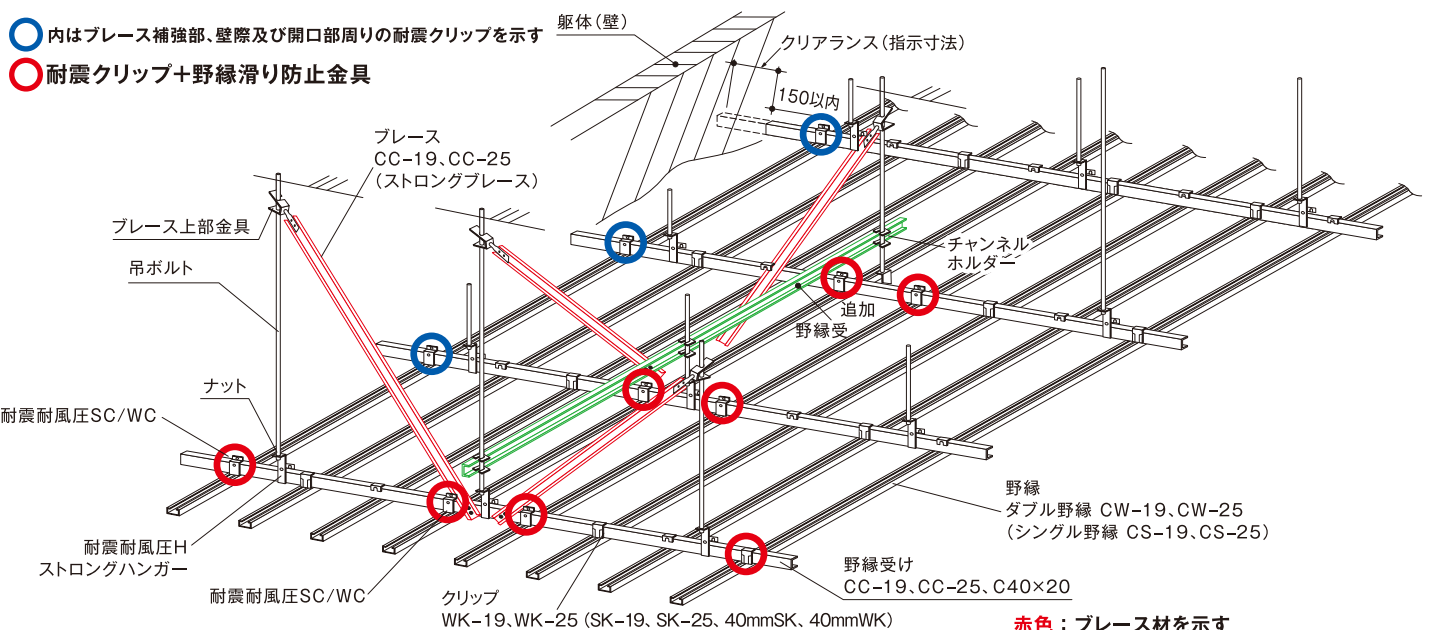 内はブレース補強部、壁際及び開口部周りの耐震クリップを示す
耐震クリップ+野縁滑り防止金具
躯体(壁)
クリアランス(指示寸法)
150以内
ブレース
CC-19、CC-25
(ストロングブレース)
ブレース上部金具
吊ボルト
チャンネル
ホルダー
追加
野縁受
ナット
耐震耐風圧SC/WC
耐震耐風圧H
ストロングハンガー
耐震耐風圧SC/WC
クリップ
WK-19、WK-25 (SK-19、SK-25、40mmSK、40mmWK)
野縁
ダブル野縁 CW-19、CW-25
(シングル野縁 CS-19、CS-25)
野縁受け
CC-19、CC-25、C40×20
赤色:ブレース材を示す